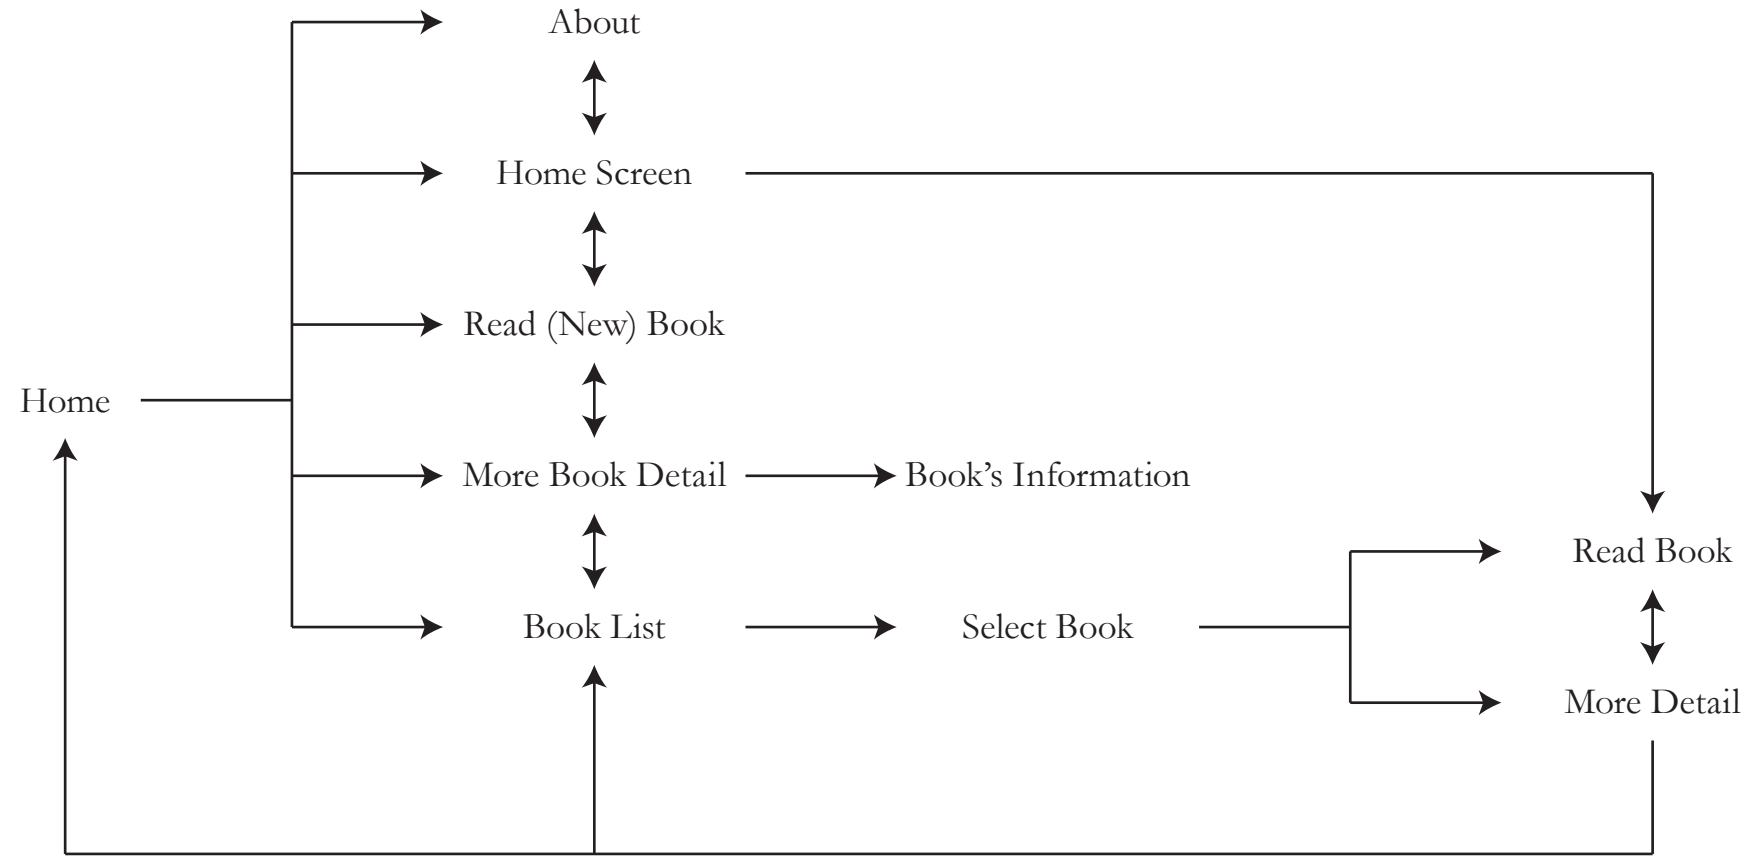 About
Home Screen
Read (New) Book
Home
More Book Detail
Book’s Information
Read Book
Book List
Select Book
More Detail